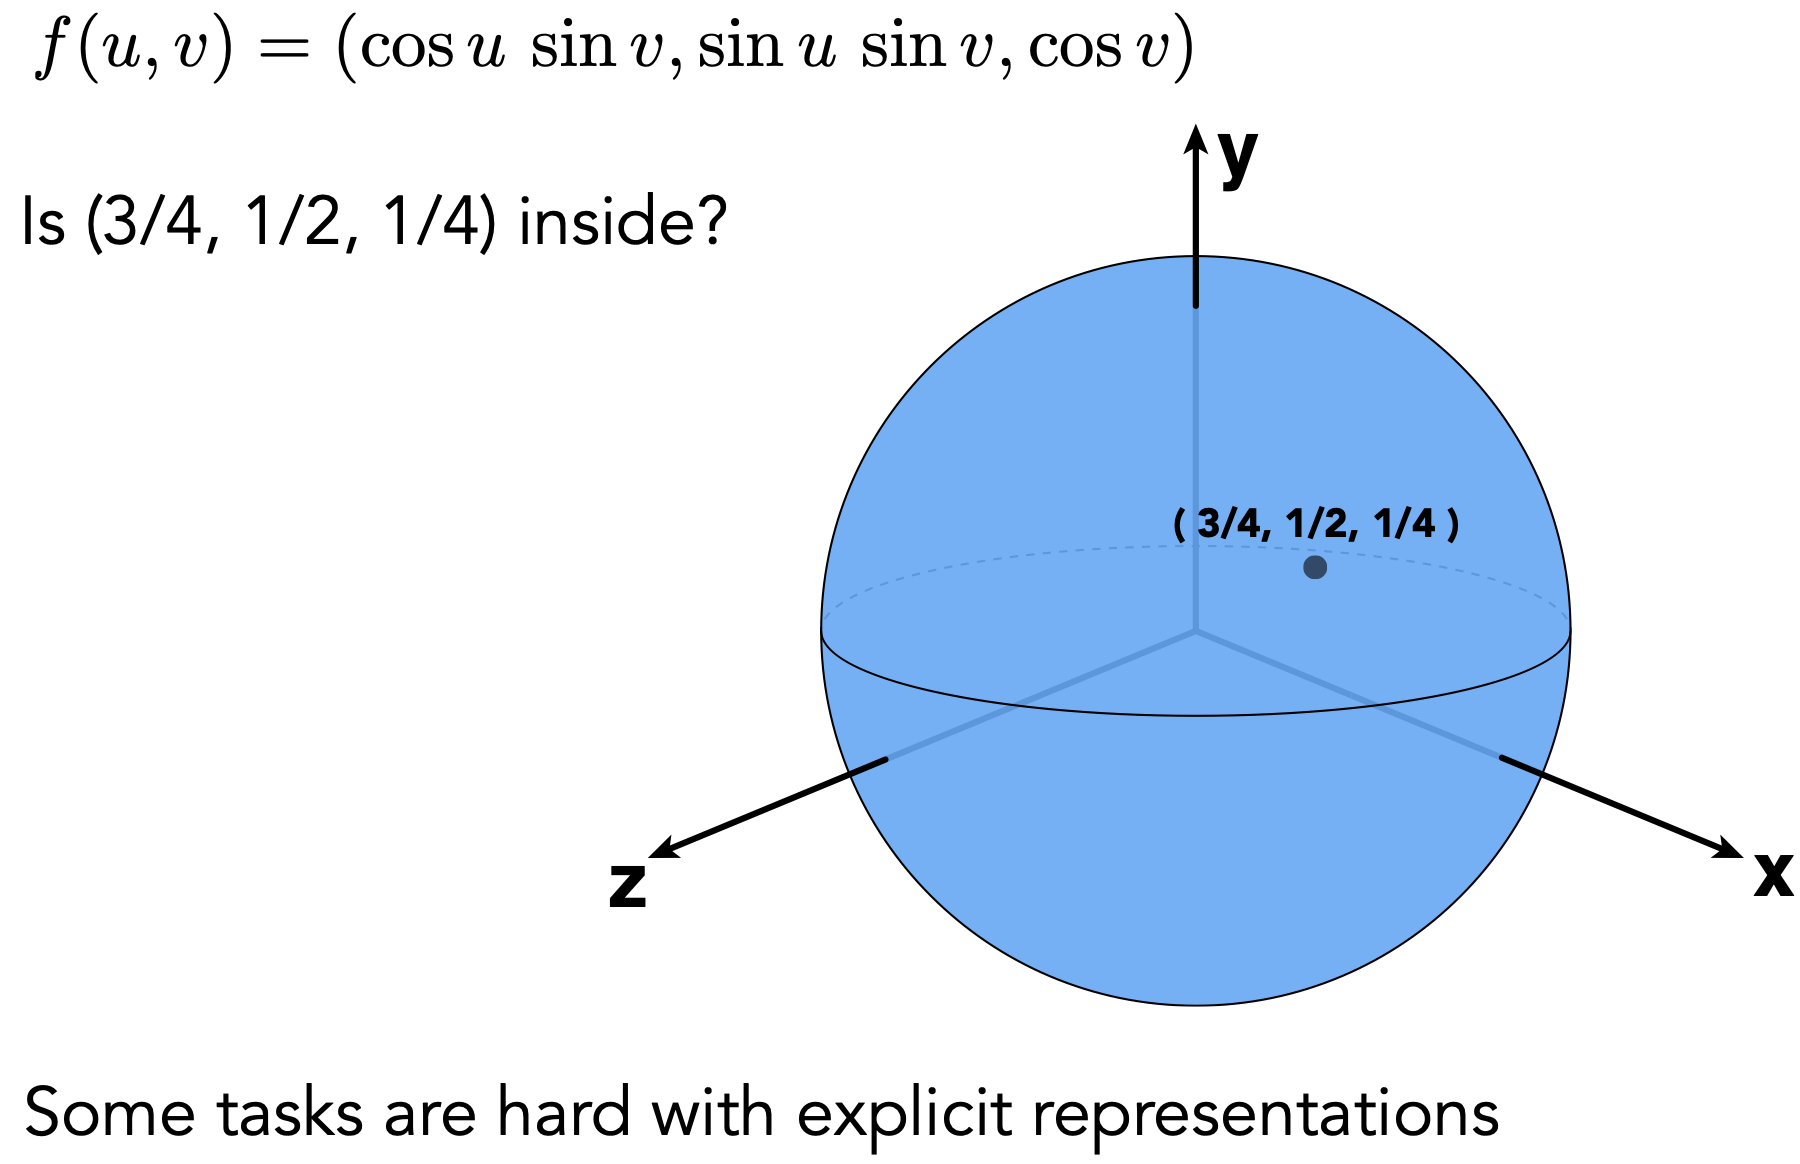 f(u, v) = (cos u sin v, sin u sin v, cos v)
y
Is (3/4, 1/2, 1/4) inside?
( 3/4, 1/2, 1/4 )
z
x
Some tasks are hard with explicit representations